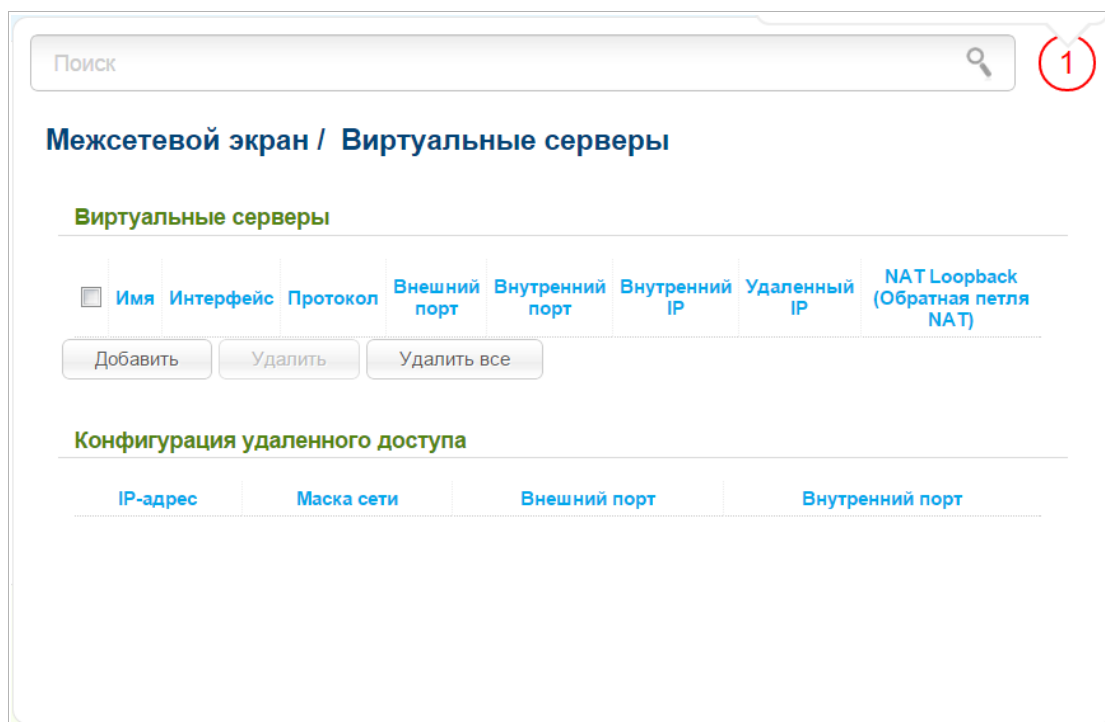 Поиск
1
Межсетевой экран / Виртуальные серверы
Виртуальные серверы
Имя Интерфейс Протокол Внешний порт Внутренний порт Внутренний IP Удаленный IP NAT Loopback (Обратная петля NAT)
Добавить Удалить Удалить все
Конфигурация удаленного доступа
IP-адрес Маска сети Внешний порт Внутренний порт